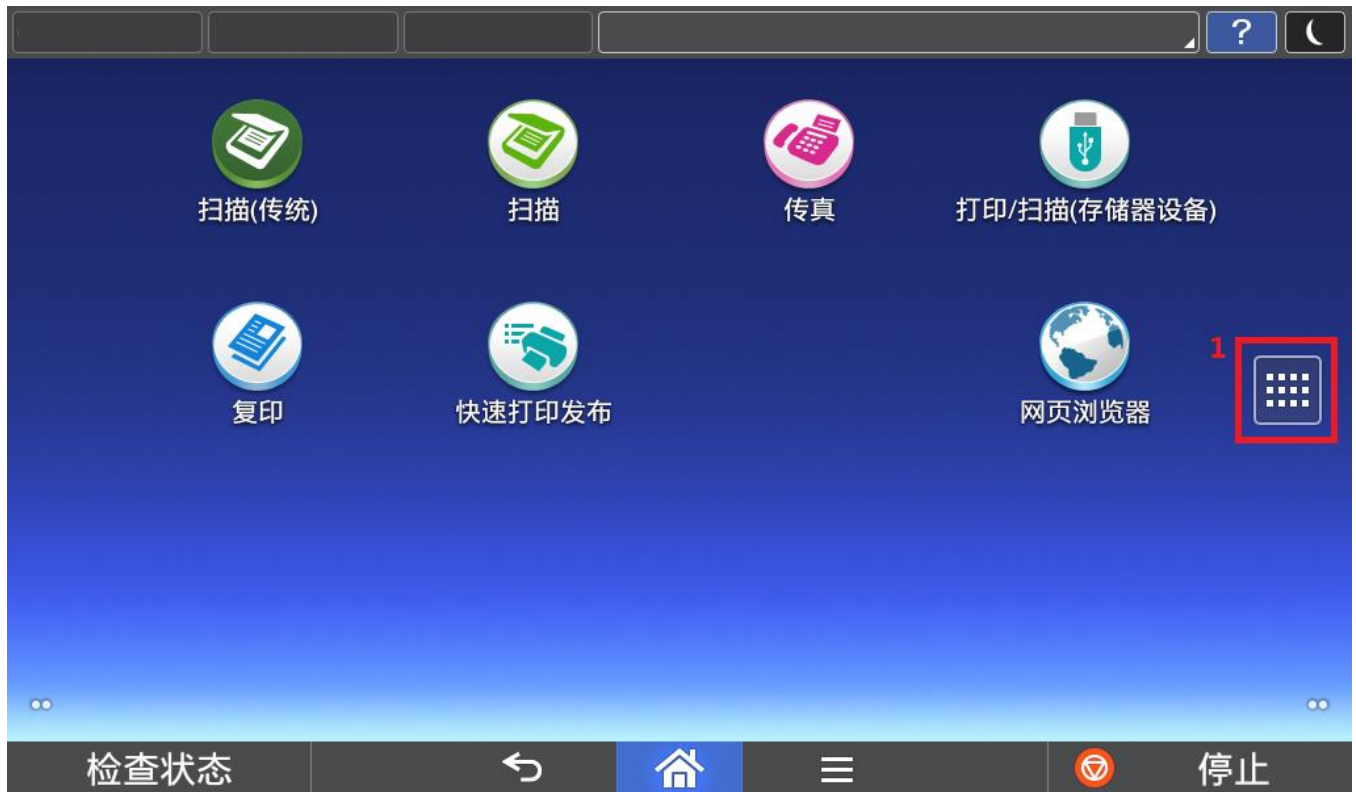 ?
扫描(传统)
扫描
传真
打印/扫描(存储器设备)
复印
快速打印发布
网页浏览器
1
检查状态
停止